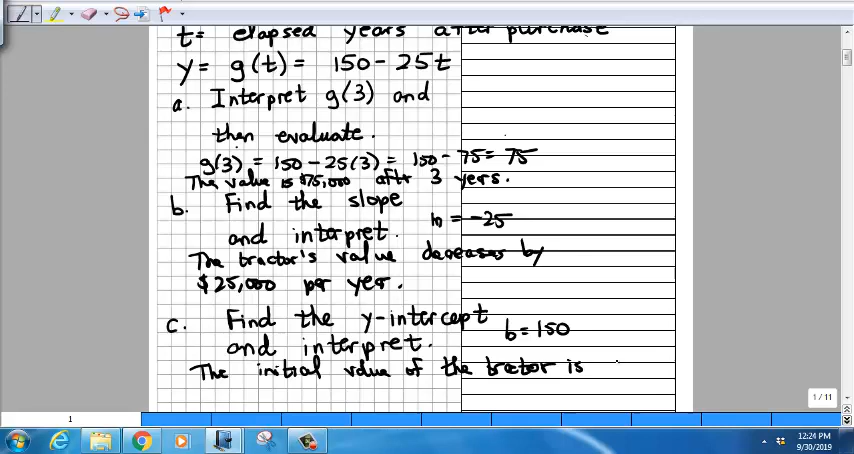 t = elapsed years after purchase
y = g(t) = 150 - 25t
a. Interpret g(3) and
then evaluate.
g(3) = 150 - 25(3) = 150 - 75 = 75
The value is $75,000 after 3 yers.
b. Find the slope
and interpret. m = -25
The tractor's value decreases by
$25,000 per year.
c. Find the y-intercept
and interpret. b = 150
The initial value of the tractor is
1 / 11
1
12:24 PM
9/30/2019